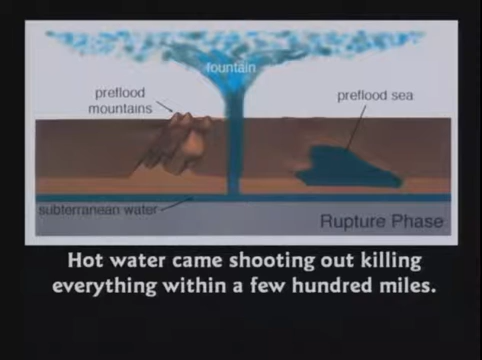 fountain
preflood
mountains
preflood sea
subterranean water
Rupture Phase
Hot water came shooting out killing
everything within a few hundred miles.